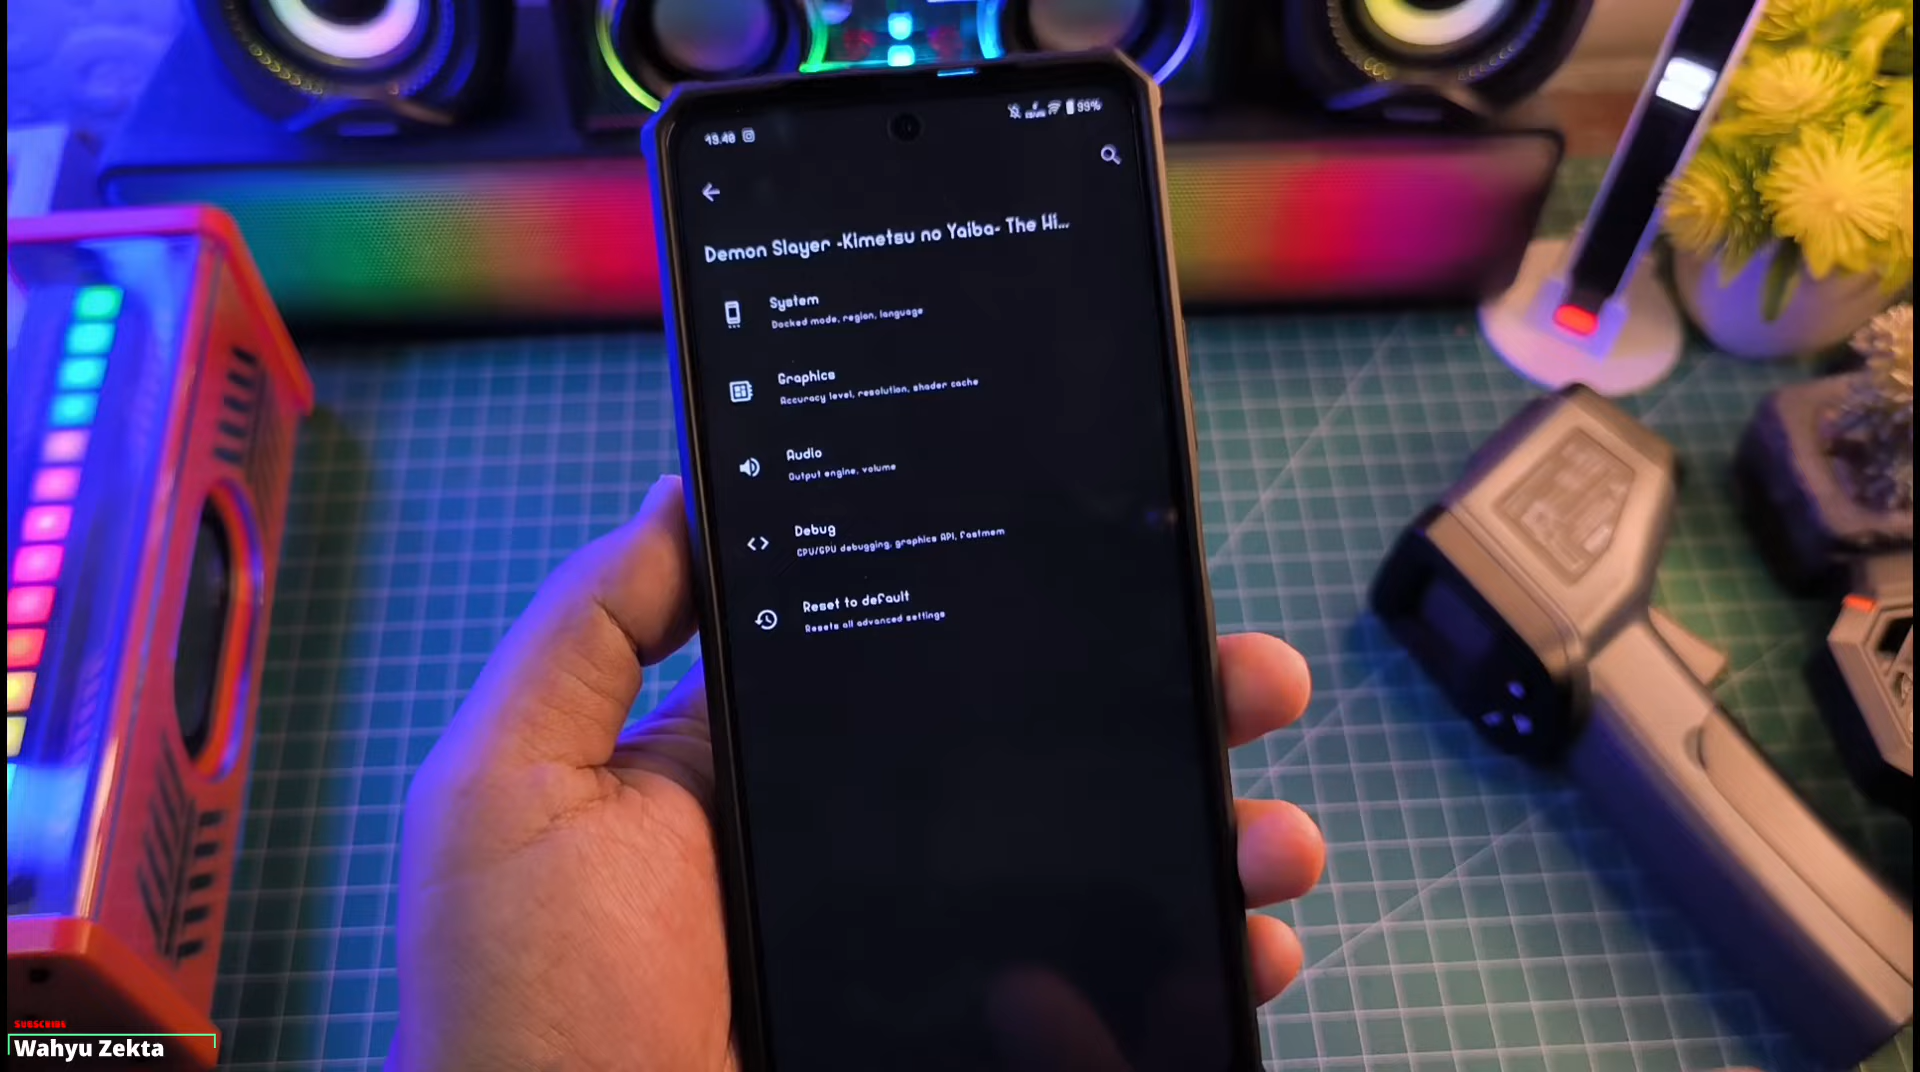 19.40
99%
Demon Slayer -Kimetsu no Yaiba- The Hi...
System
Docked mode, region, language
Graphics
Accuracy level, resolution, shader cache
Audio
Output engine, volume
Debug
CPU/GPU debugging, graphics API, fastmem
Reset to default
Resets all advanced settings
SUBSCRIBE
Wahyu Zekta